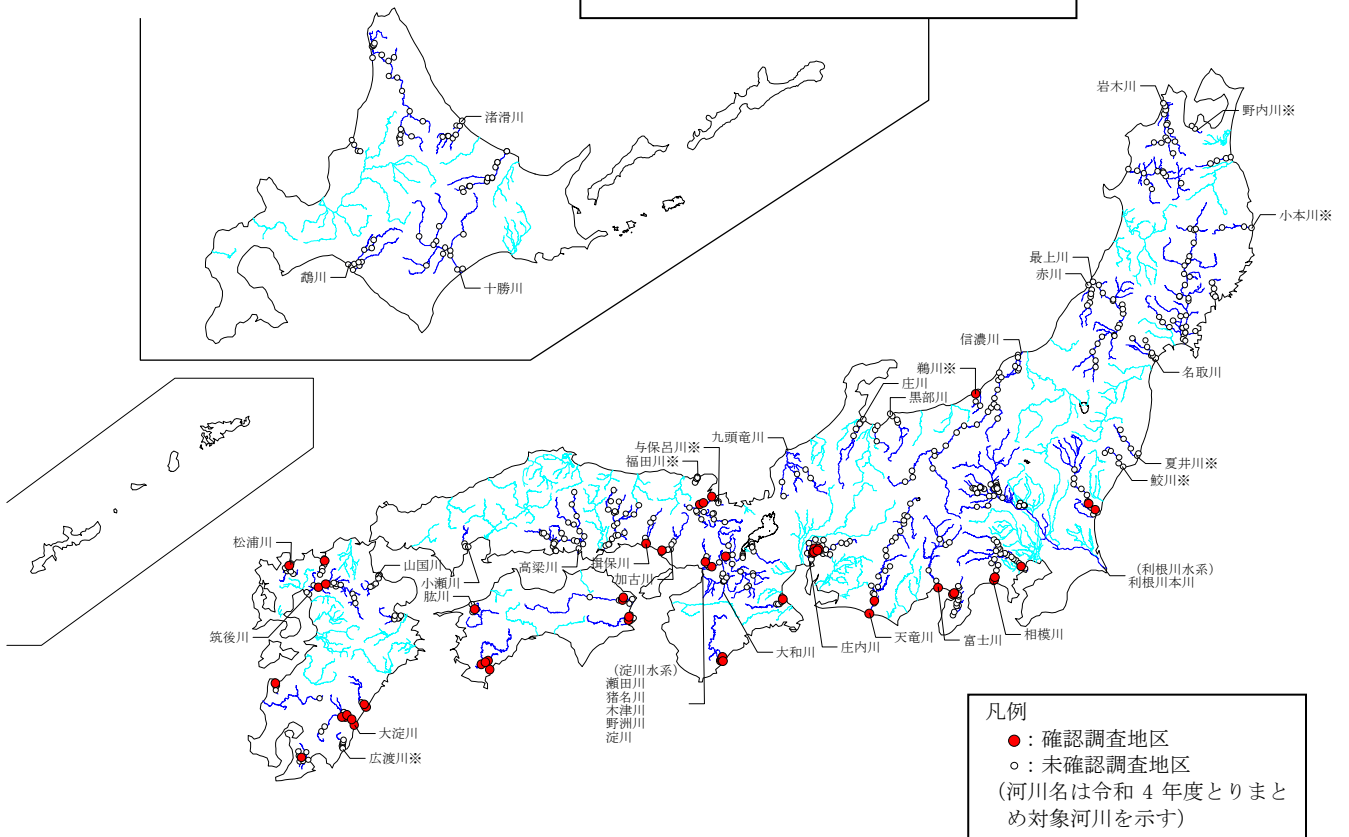 渚滑川
鵡川
十勝川
岩木川
野内川※
小本川※
最上川
赤川
信濃川
名取川
鵜川※
庄川
黒部川
九頭竜川
与保呂川※
福田川※
夏井川※
鮫川※
松浦川
山国川
小瀬川
高梁川
揖保川
加古川
肱川
筑後川
(利根川水系)
利根川本川
相模川
富士川
天竜川
庄内川
大和川
(淀川水系)
瀬田川
猪名川
木津川
野洲川
淀川
大淀川
広渡川※
凡例
●：確認調査地区
○：未確認調査地区
(河川名は令和 4 年度とりまと
め対象河川を示す)